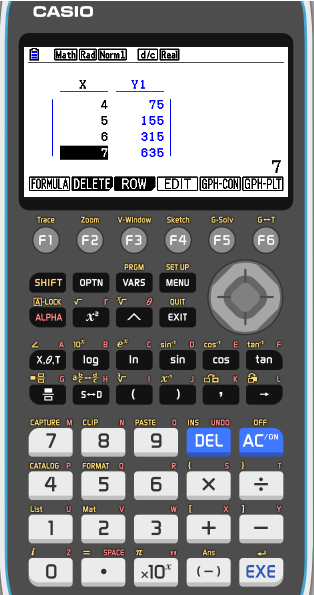 CASIO
Math Rad Norm1 d/c Real
X Y1
4 75
5 155
6 315
7 635
7
FORMULA DELETE ROW EDIT GPH-CON GPH-PLT
Trace Zoom V-Window Sketch G-Solv G↔T
F1 F2 F3 F4 F5 F6
PRGM SET UP
SHIFT OPTN VARS MENU
A-LOCK √ r ∛ θ QUIT
ALPHA x² ^ EXIT
∠ A 10ˣ B eˣ C sin⁻¹ D cos⁻¹ E tan⁻¹ F
X,θ,T log ln sin cos tan
G a b/c↔d/c H ∛ I x⁻¹ J K L
S↔D ( ) , →
CAPTURE M CLIP N PASTE O INS UNDO OFF
7 8 9 DEL AC/ON
CATALOG P FORMAT Q R { S } T
4 5 6 × ÷
List U Mat V W [ X ] Y
1 2 3 + −
i Z = SPACE π " Ans ↵
0 • ×10ˣ (−) EXE